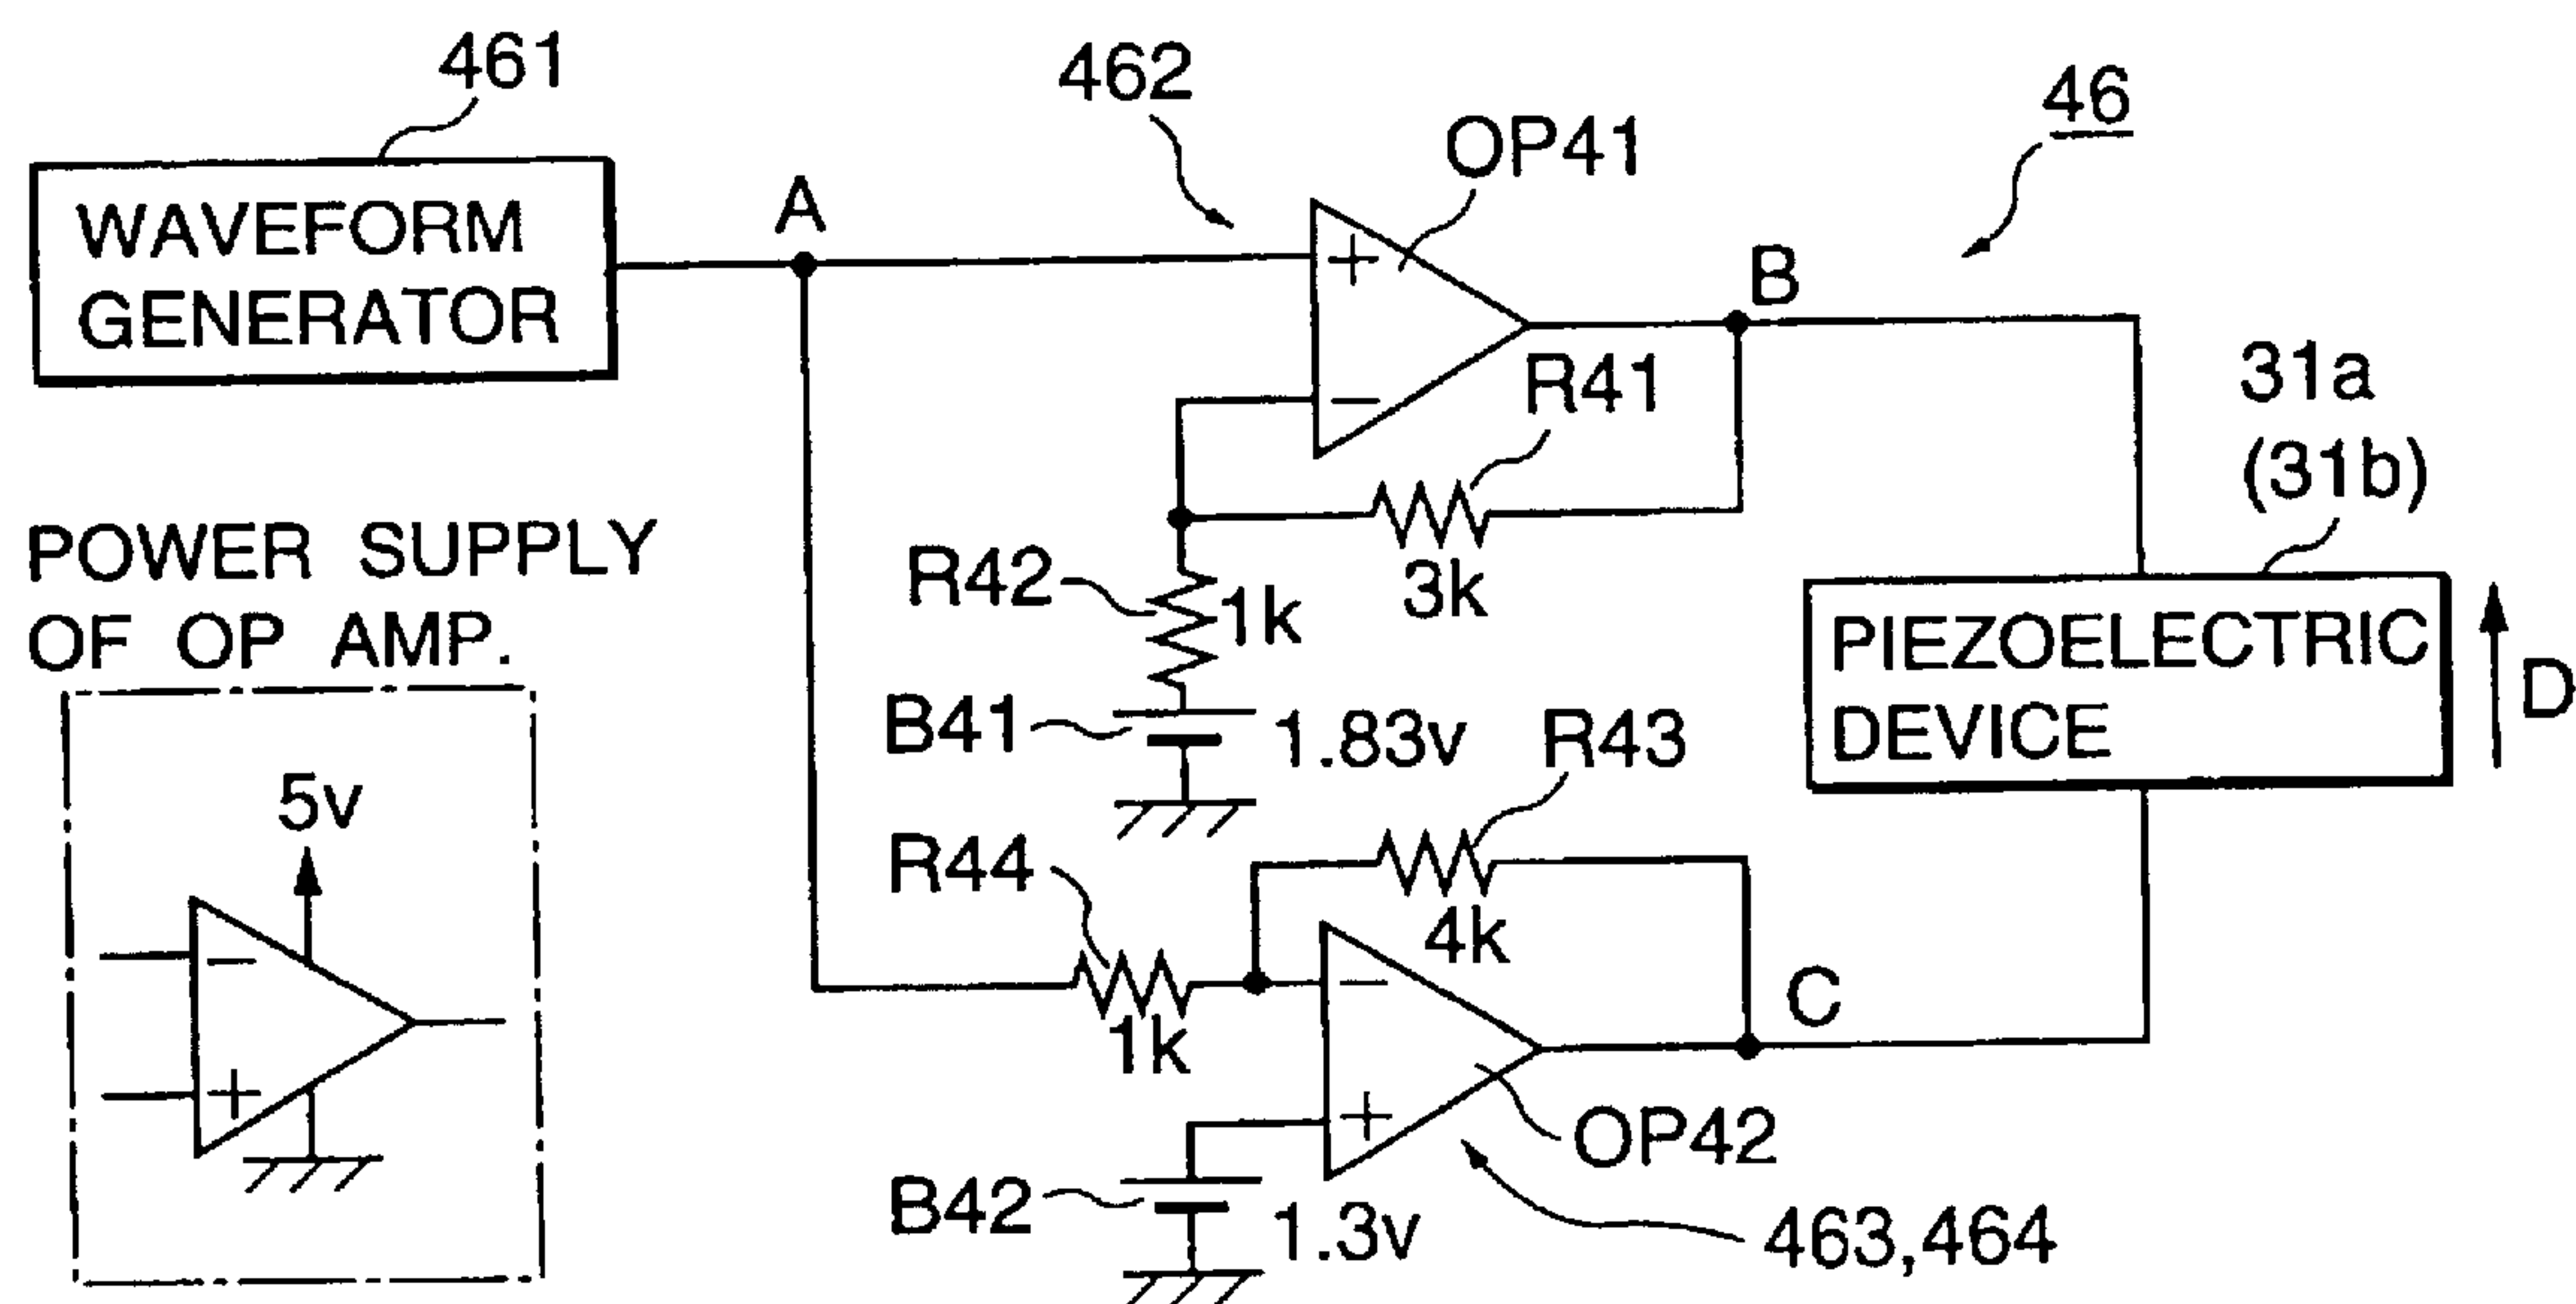 461
462
46
OP41
WAVEFORM
GENERATOR
A
+
B
−
R41
31a
(31b)
POWER SUPPLY
OF OP AMP.
R42
1k
3k
PIEZOELECTRIC
DEVICE
D
B41
1.83v
R43
5v
R44
4k
−
+
1k
−
C
+
OP42
B42
1.3v
463,464